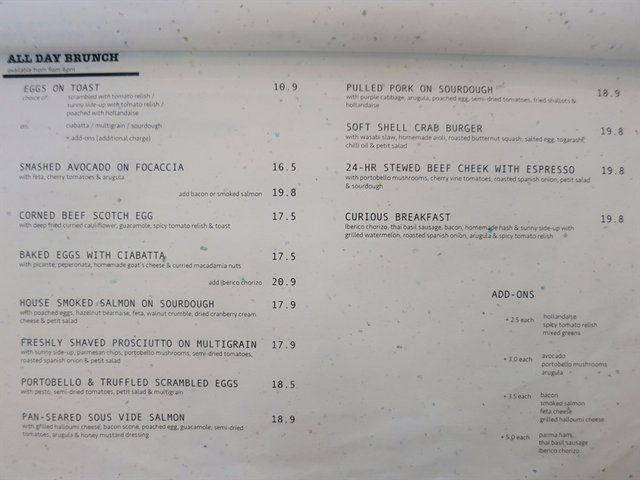 ALL DAY BRUNCH
available from 9am-6pm
EGGS ON TOAST 10.9
choice of: scrambled with tomato relish /
sunny side-up with tomato relish /
poached with hollandaise
on: ciabatta / multigrain / sourdough
+ add-ons (additional charge)
SMASHED AVOCADO ON FOCACCIA 16.5
with feta, cherry tomatoes & arugula
add bacon or smoked salmon 19.8
CORNED BEEF SCOTCH EGG 17.5
with deep fried curried cauliflower, guacamole, spicy tomato relish & toast
BAKED EGGS WITH CIABATTA 17.5
with picante, peperonata, homemade goat's cheese & curried macadamia nuts
add iberico chorizo 20.9
HOUSE SMOKED SALMON ON SOURDOUGH 17.9
with poached eggs, hazelnut béarnaise, feta, walnut crumble, dried cranberry cream
cheese & petit salad
FRESHLY SHAVED PROSCIUTTO ON MULTIGRAIN 17.9
with sunny side-up, parmesan chips, portobello mushrooms, semi-dried tomatoes,
roasted spanish onion & petit salad
PORTOBELLO & TRUFFLED SCRAMBLED EGGS 18.5
with pesto, semi-dried tomatoes, petit salad & multigrain
PAN-SEARED SOUS VIDE SALMON 18.9
with grilled halloumi cheese, bacon scone, poached egg, guacamole, semi-dried
tomatoes, arugula & honey mustard dressing
PULLED PORK ON SOURDOUGH 18.9
with purple cabbage, arugula, poached egg, semi-dried tomatoes, fried shallots &
hollandaise
SOFT SHELL CRAB BURGER 19.8
with wasabi slaw, homemade aioli, roasted butternut squash, salted egg, togarashi,
chilli oil & petit salad
24-HR STEWED BEEF CHEEK WITH ESPRESSO 19.8
with portobello mushrooms, cherry vine tomatoes, roasted spanish onion, petit salad
& sourdough
CURIOUS BREAKFAST 19.8
Iberico chorizo, thai basil sausage, bacon, homemade hash & sunny side-up with
grilled watermelon, roasted spanish onion, arugula & spicy tomato relish
ADD-ONS
+ 2.5 each hollandaise
spicy tomato relish
mixed greens
+ 3.0 each avocado
portobello mushrooms
arugula
+ 3.5 each bacon
smoked salmon
feta cheese
grilled halloumi cheese
+ 5.0 each parma ham,
thai basil sausage
iberico chorizo